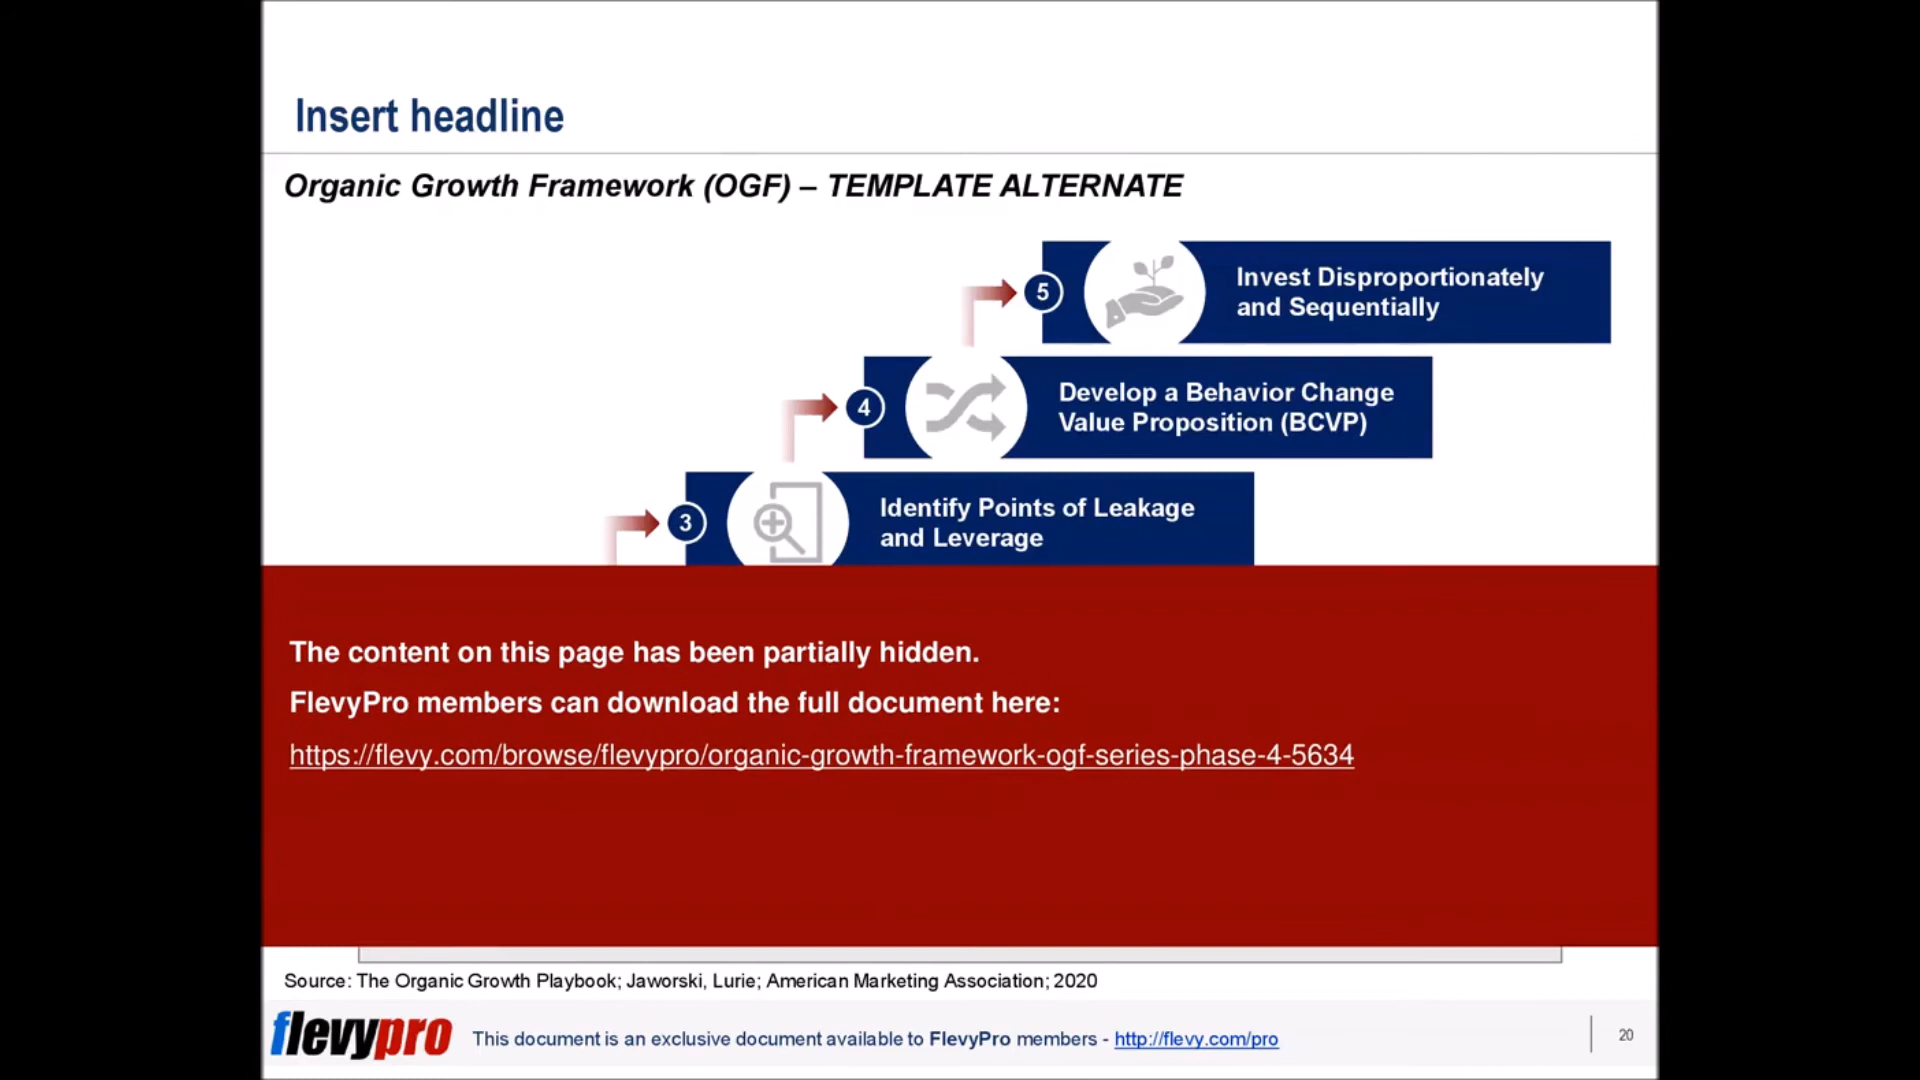 Insert headline
Organic Growth Framework (OGF) – TEMPLATE ALTERNATE
5
Invest Disproportionately
and Sequentially
4
Develop a Behavior Change
Value Proposition (BCVP)
3
Identify Points of Leakage
and Leverage
The content on this page has been partially hidden.
FlevyPro members can download the full document here:
https://flevy.com/browse/flevypro/organic-growth-framework-ogf-series-phase-4-5634
Source: The Organic Growth Playbook; Jaworski, Lurie; American Marketing Association; 2020
flevypro
This document is an exclusive document available to FlevyPro members - http://flevy.com/pro
20